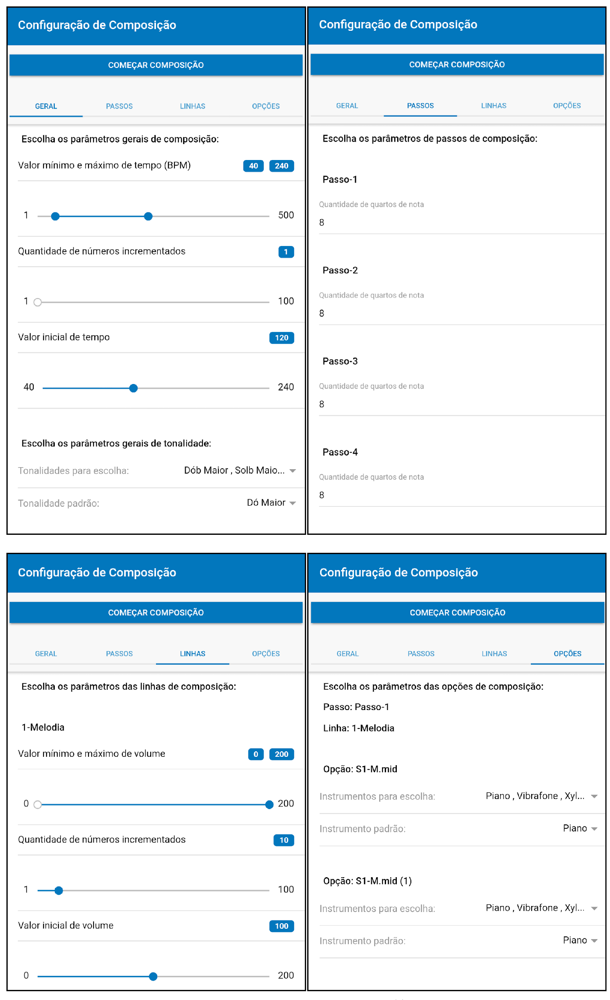 Configuração de Composição
COMEÇAR COMPOSIÇÃO
GERAL PASSOS LINHAS OPÇÕES
Escolha os parâmetros gerais de composição:
Valor mínimo e máximo de tempo (BPM) 40 240
1 500
Quantidade de números incrementados 1
1 100
Valor inicial de tempo 120
40 240
Escolha os parâmetros gerais de tonalidade:
Tonalidades para escolha: Dób Maior , Solb Maio...
Tonalidade padrão: Dó Maior
Configuração de Composição
COMEÇAR COMPOSIÇÃO
GERAL PASSOS LINHAS OPÇÕES
Escolha os parâmetros de passos de composição:
Passo-1
Quantidade de quartos de nota
8
Passo-2
Quantidade de quartos de nota
8
Passo-3
Quantidade de quartos de nota
8
Passo-4
Quantidade de quartos de nota
8
Configuração de Composição
COMEÇAR COMPOSIÇÃO
GERAL PASSOS LINHAS OPÇÕES
Escolha os parâmetros das linhas de composição:
1-Melodia
Valor mínimo e máximo de volume 0 200
0 200
Quantidade de números incrementados 10
1 100
Valor inicial de volume 100
0 200
Configuração de Composição
COMEÇAR COMPOSIÇÃO
GERAL PASSOS LINHAS OPÇÕES
Escolha os parâmetros das opções de composição:
Passo: Passo-1
Linha: 1-Melodia
Opção: S1-M.mid
Instrumentos para escolha: Piano , Vibrafone , Xyl...
Instrumento padrão: Piano
Opção: S1-M.mid (1)
Instrumentos para escolha: Piano , Vibrafone , Xyl...
Instrumento padrão: Piano